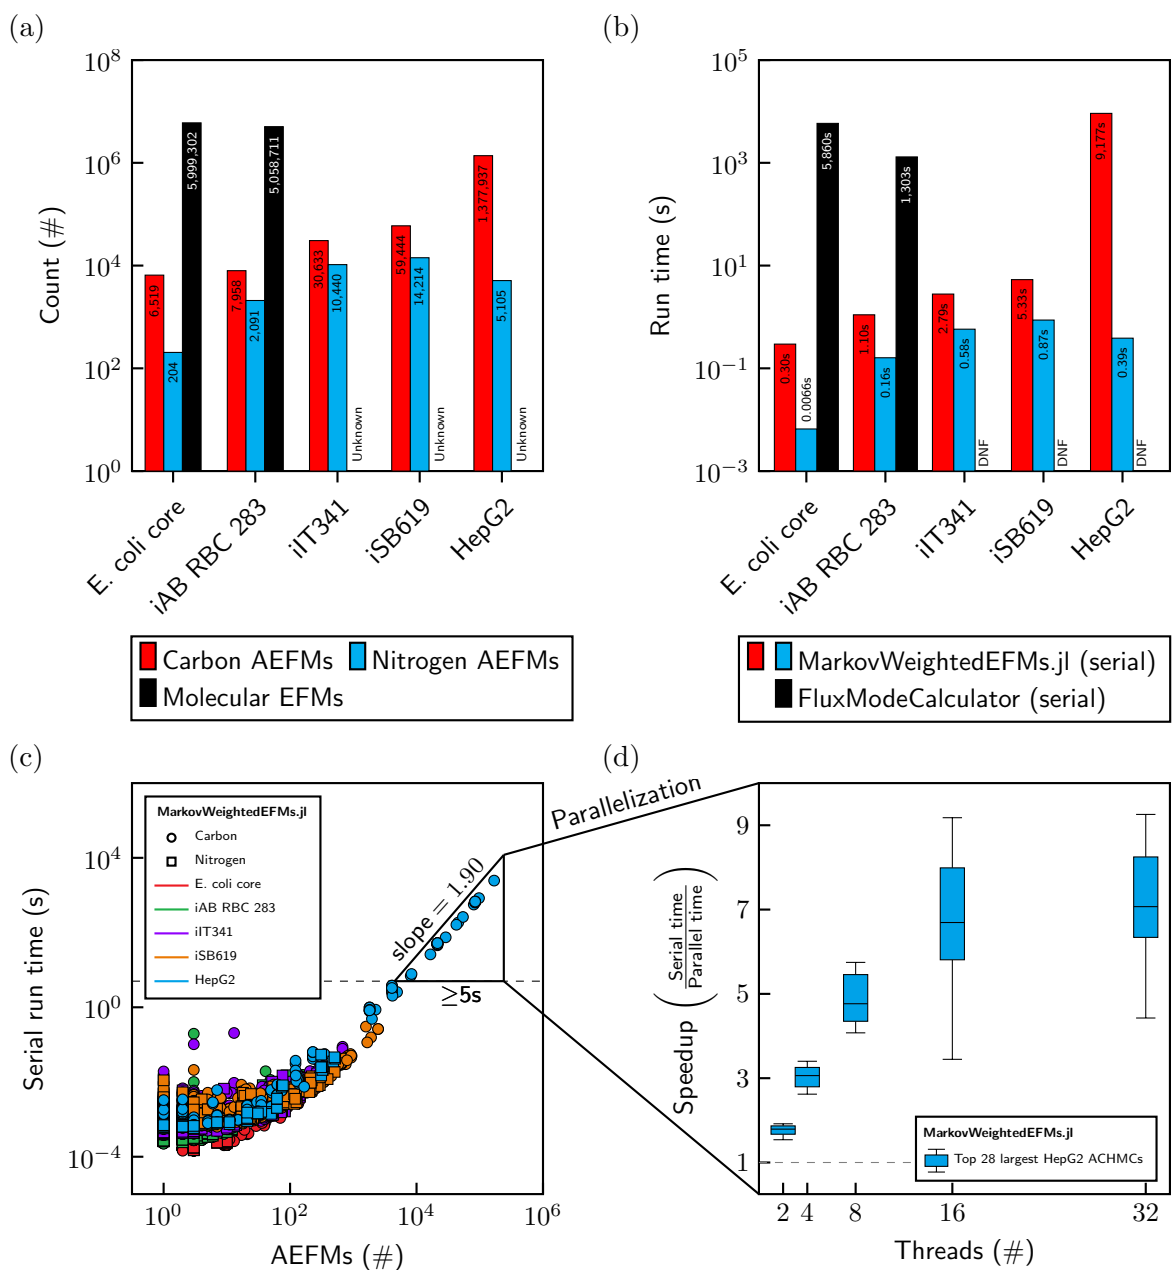 (a)
10^8
10^6
10^4
10^2
10^0
Count (#)
6,519
204
5,999,302
7,958
2,091
5,058,711
30,633
10,440
Unknown
59,444
14,214
Unknown
1,377,937
5,105
Unknown
E. coli core
iAB RBC 283
iIT341
iSB619
HepG2
Carbon AEFMs
Nitrogen AEFMs
Molecular EFMs
(b)
10^5
10^3
10^1
10^−1
10^−3
Run time (s)
0.30s
0.0066s
5,860s
1.10s
0.16s
1,303s
2.79s
0.58s
DNF
5.33s
0.87s
DNF
9,177s
0.39s
DNF
E. coli core
iAB RBC 283
iIT341
iSB619
HepG2
MarkovWeightedEFMs.jl (serial)
FluxModeCalculator (serial)
(c)
MarkovWeightedEFMs.jl
Carbon
Nitrogen
E. coli core
iAB RBC 283
iIT341
iSB619
HepG2
10^4
10^0
10^−4
Serial run time (s)
slope = 1.90
≥5s
10^0
10^2
10^4
10^6
AEFMs (#)
Parallelization
(d)
9
7
5
3
1
Speedup (Serial time / Parallel time)
MarkovWeightedEFMs.jl
Top 28 largest HepG2 ACHMCs
2
4
8
16
32
Threads (#)